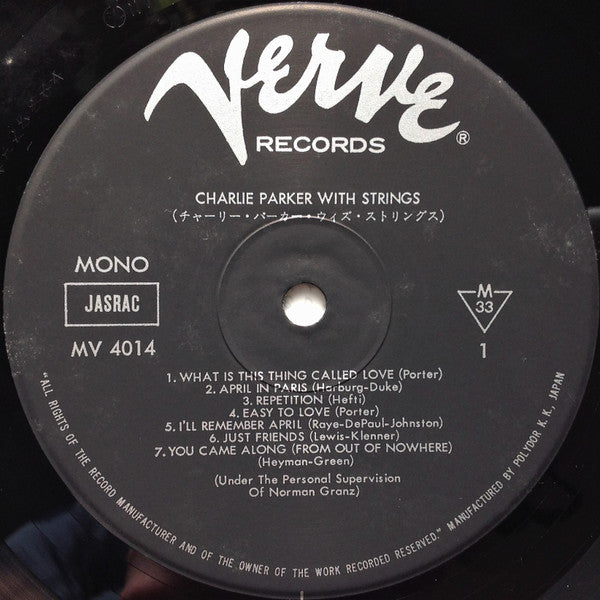 Verve
RECORDS ®
CHARLIE PARKER WITH STRINGS
(チャーリー・パーカー・ウィズ・ストリングス)
MONO
JASRAC
MV 4014
M
33
1
1. WHAT IS THIS THING CALLED LOVE (Porter)
2. APRIL IN PARIS (Harburg-Duke)
3. REPETITION (Hefti)
4. EASY TO LOVE (Porter)
5. I'LL REMEMBER APRIL (Raye-DePaul-Johnston)
6. JUST FRIENDS (Lewis-Klenner)
7. YOU CAME ALONG (FROM OUT OF NOWHERE)
(Heyman-Green)
(Under The Personal Supervision
Of Norman Granz)
"ALL RIGHTS OF THE RECORD MANUFACTURER AND OF THE OWNER OF THE WORK RECORDED RESERVED." MANUFACTURED BY POLYDOR K. K., JAPAN